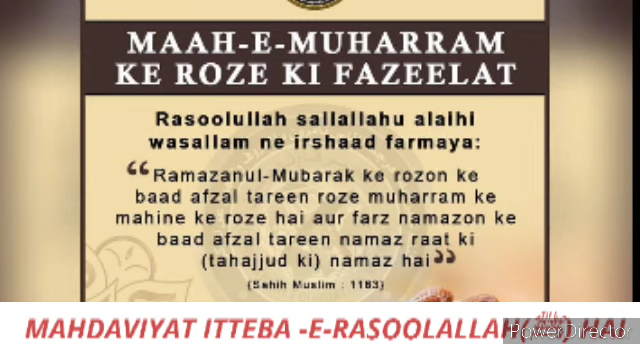 MAAH-E-MUHARRAM
KE ROZE KI FAZEELAT
Rasoolullah sallallahu alaihi
wasallam ne irshaad farmaya:
“Ramazanul-Mubarak ke rozon ke
baad afzal tareen roze muharram ke
mahine ke roze hai aur farz namazon ke
baad afzal tareen namaz raat ki
(tahajjud ki) namaz hai”
(Sahih Muslim : 1163)
MAHDAVIYAT ITTEBA -E-RASOOLALLAH HAI
PowerDirector